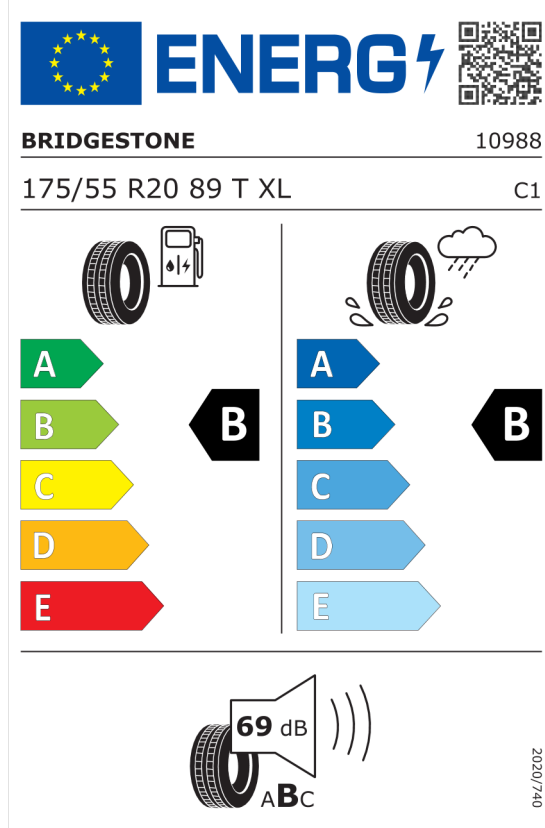 ENERG
BRIDGESTONE 10988
175/55 R20 89 T XL C1
A A
B B B B
C C
D D
E E
69 dB
ABC
2020/740